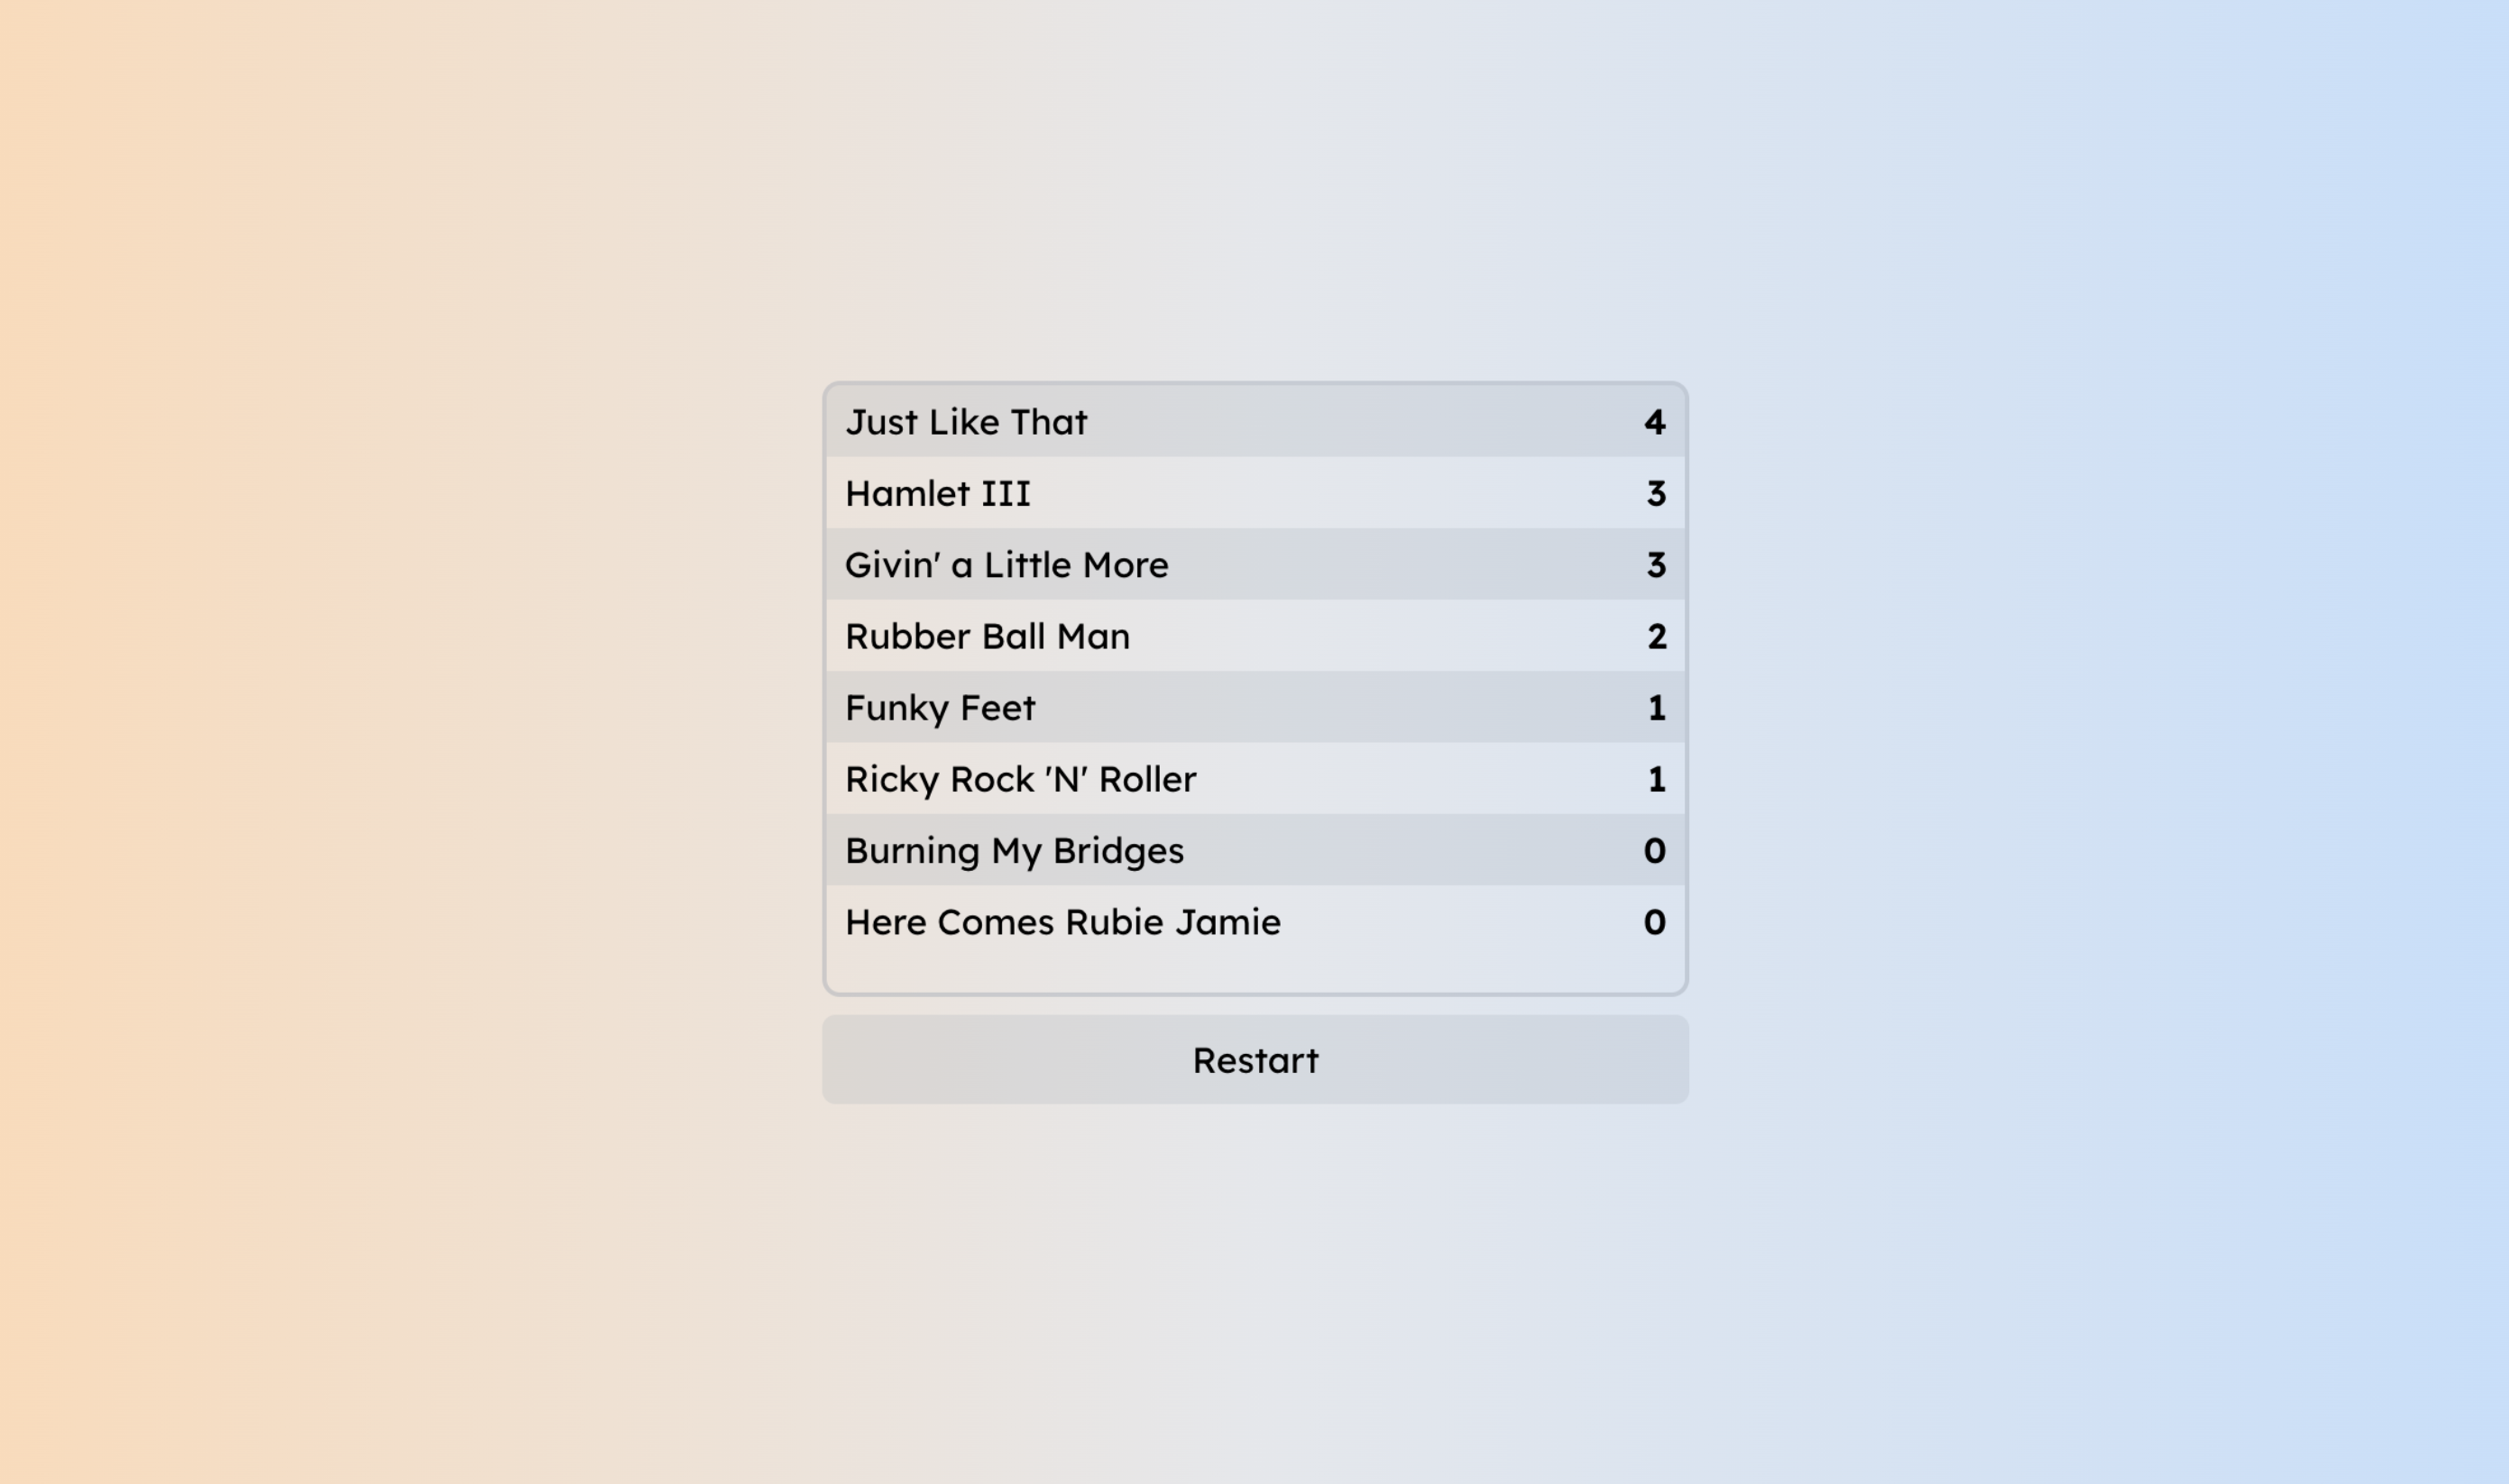 Just Like That 4
Hamlet III 3
Givin' a Little More 3
Rubber Ball Man 2
Funky Feet 1
Ricky Rock 'N' Roller 1
Burning My Bridges 0
Here Comes Rubie Jamie 0
Restart